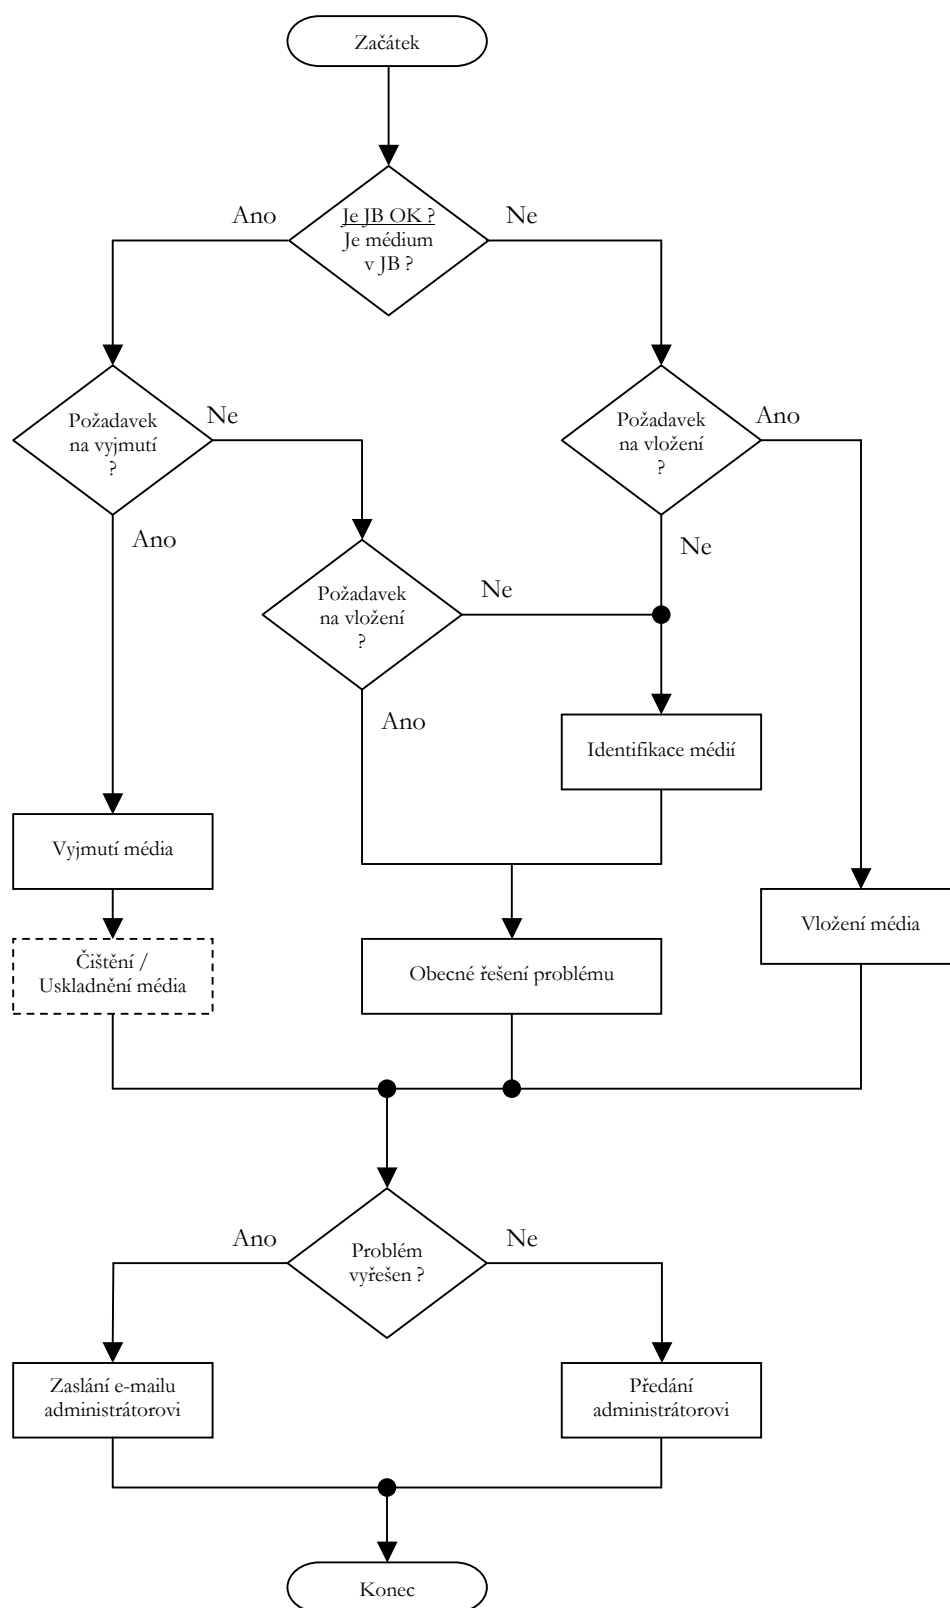 Začátek
Ano
Je JB OK ?
Ne
Je médium
v JB ?
Požadavek
na vyjmutí
?
Ne
Požadavek
na vložení
?
Ano
Ano
Požadavek
na vložení
?
Ne
Ne
Ano
Identifikace médií
Vyjmutí média
Vložení média
Čištění /
Uskladnění média
Obecné řešení problému
Ano
Problém
vyřešen ?
Ne
Zaslání e-mailu
administrátorovi
Předání
administrátorovi
Konec